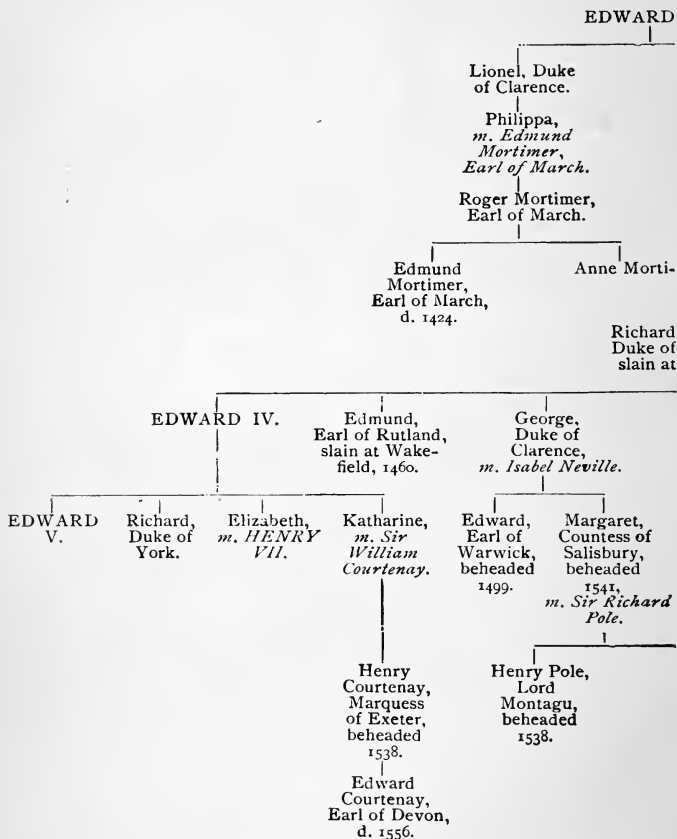 EDWARD
Lionel, Duke
of Clarence.
Philippa,
m. Edmund
Mortimer,
Earl of March.
Roger Mortimer,
Earl of March.
Edmund
Mortimer,
Earl of March,
d. 1424.
Anne Morti-
Richard
Duke of
slain at
EDWARD IV.
Edmund,
Earl of Rutland,
slain at Wake-
field, 1460.
George,
Duke of
Clarence,
m. Isabel Neville.
EDWARD
V.
Richard,
Duke of
York.
Elizabeth,
m. HENRY
VII.
Katharine,
m. Sir
William
Courtenay.
Edward,
Earl of
Warwick,
beheaded
1499.
Margaret,
Countess of
Salisbury,
beheaded
1541,
m. Sir Richard
Pole.
Henry
Courtenay,
Marquess
of Exeter,
beheaded
1538.
Henry Pole,
Lord
Montagu,
beheaded
1538.
Edward
Courtenay,
Earl of Devon,
d. 1556.